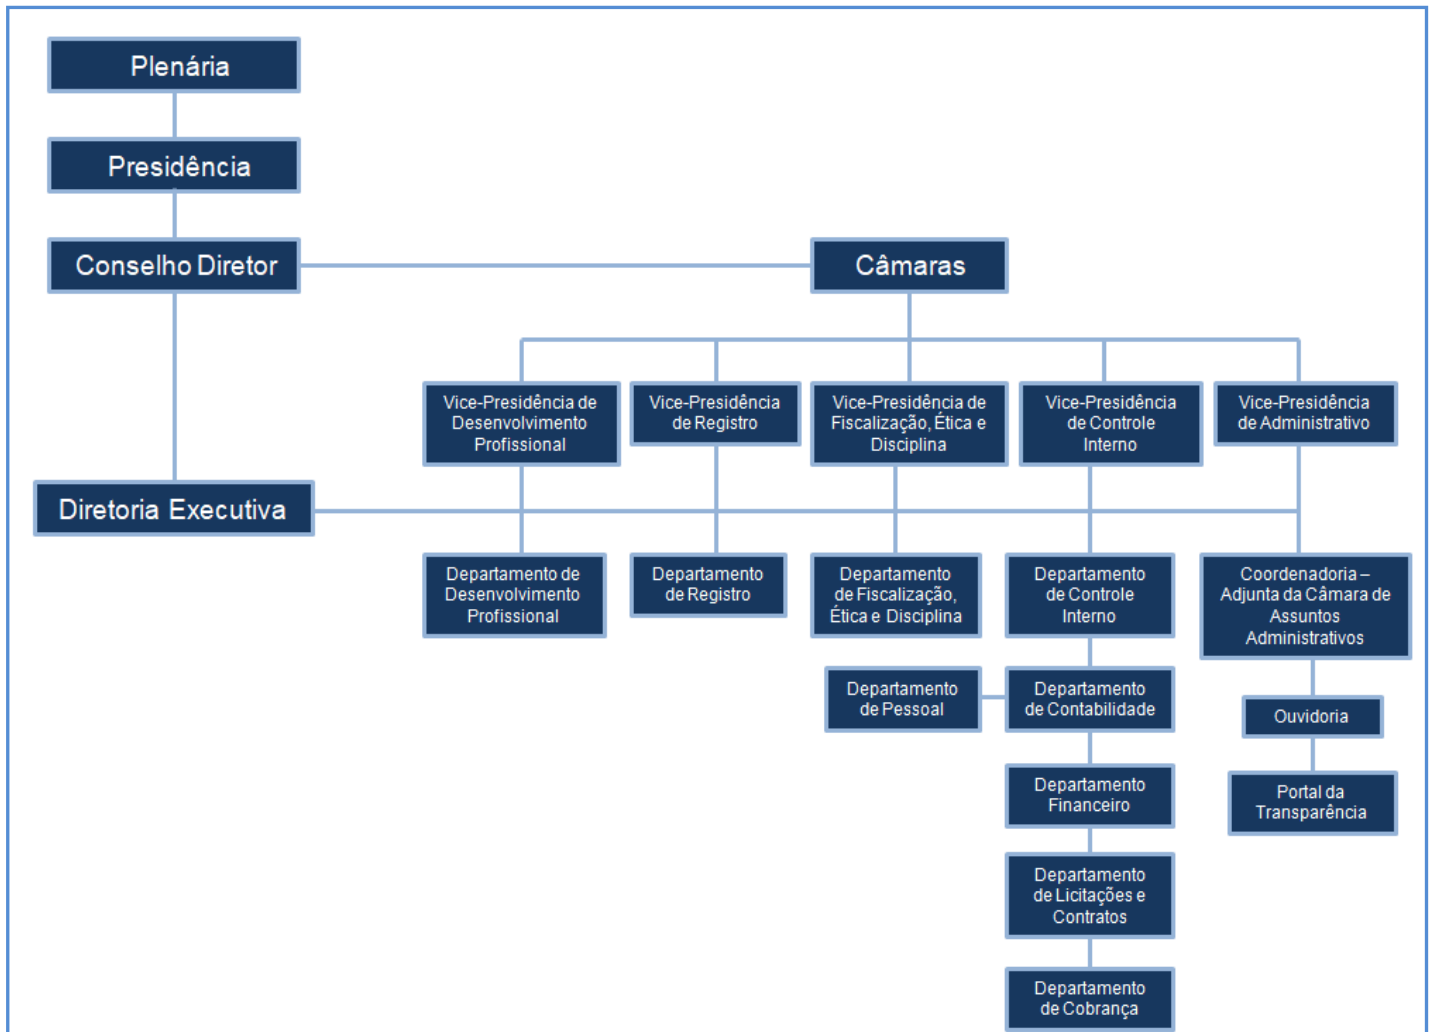 Plenária
Presidência
Conselho Diretor
Câmaras
Vice-Presidência de
Desenvolvimento
Profissional
Vice-Presidência
de Registro
Vice-Presidência de
Fiscalização, Ética e
Disciplina
Vice-Presidência
de Controle
Interno
Vice-Presidência
de Administrativo
Diretoria Executiva
Departamento de
Desenvolvimento
Profissional
Departamento
de Registro
Departamento
de Fiscalização,
Ética e Disciplina
Departamento
de Controle
Interno
Coordenadoria –
Adjunta da Câmara de
Assuntos
Administrativos
Departamento
de Pessoal
Departamento
de Contabilidade
Ouvidoria
Departamento
Financeiro
Portal da
Transparência
Departamento
de Licitações e
Contratos
Departamento
de Cobrança